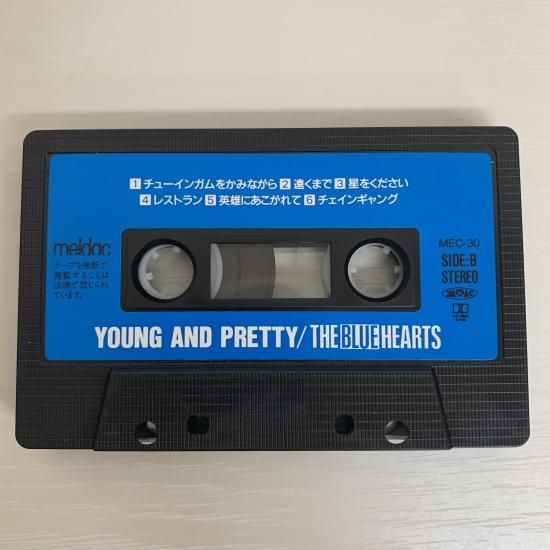 1 チューインガムをかみながら 2 遠くまで 3 星をください
4 レストラン 5 英雄にあこがれて 6 チェインギャング
meldac
テープを無断で
複製することは
法律で禁じられ
ています。
MEC-30
SIDE:B
STEREO
YOUNG AND PRETTY/THE BLUE HEARTS